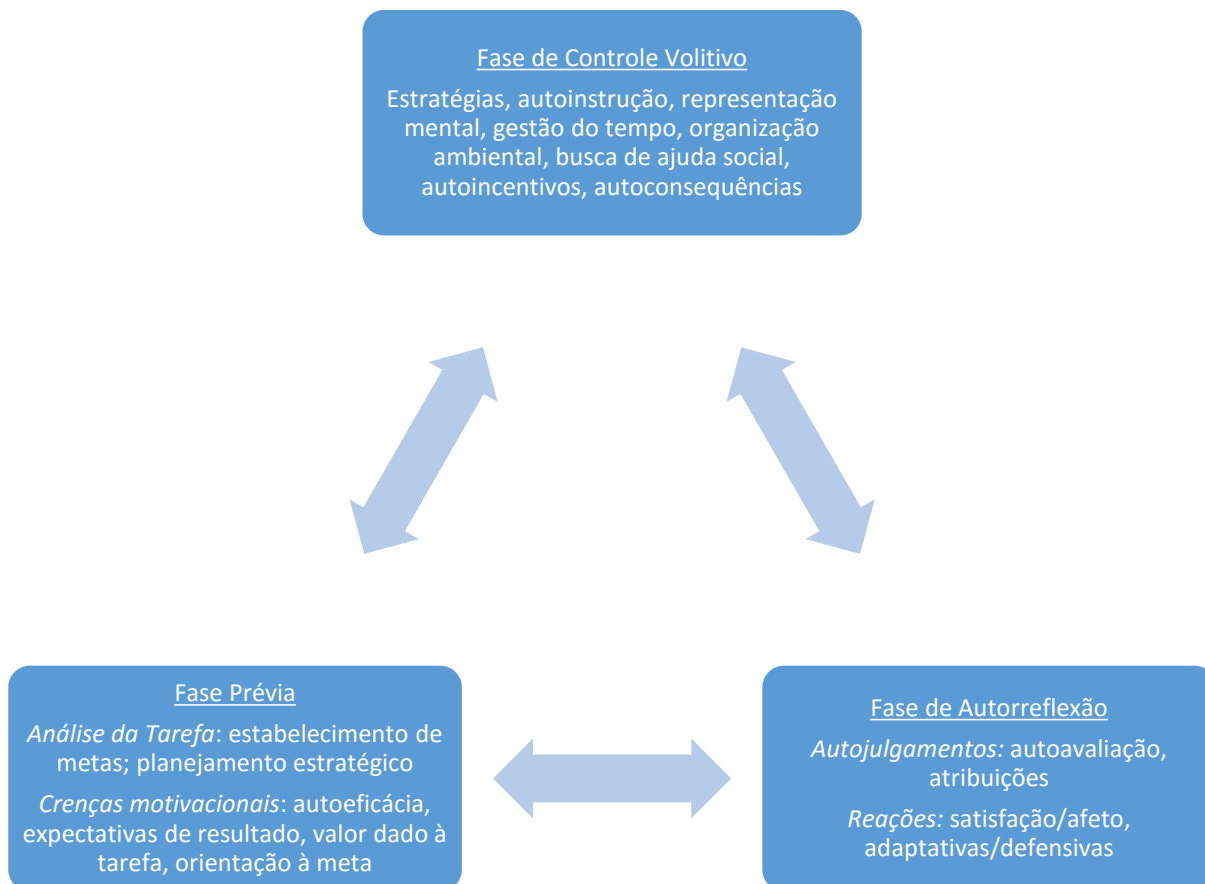 Fase de Controle Volitivo
Estratégias, autoinstrução, representação
mental, gestão do tempo, organização
ambiental, busca de ajuda social,
autoincentivos, autoconsequências
Fase Prévia
Análise da Tarefa: estabelecimento de
metas; planejamento estratégico
Crenças motivacionais: autoeficácia,
expectativas de resultado, valor dado à
tarefa, orientação à meta
Fase de Autorreflexão
Autojulgamentos: autoavaliação,
atribuições
Reações: satisfação/afeto,
adaptativas/defensivas